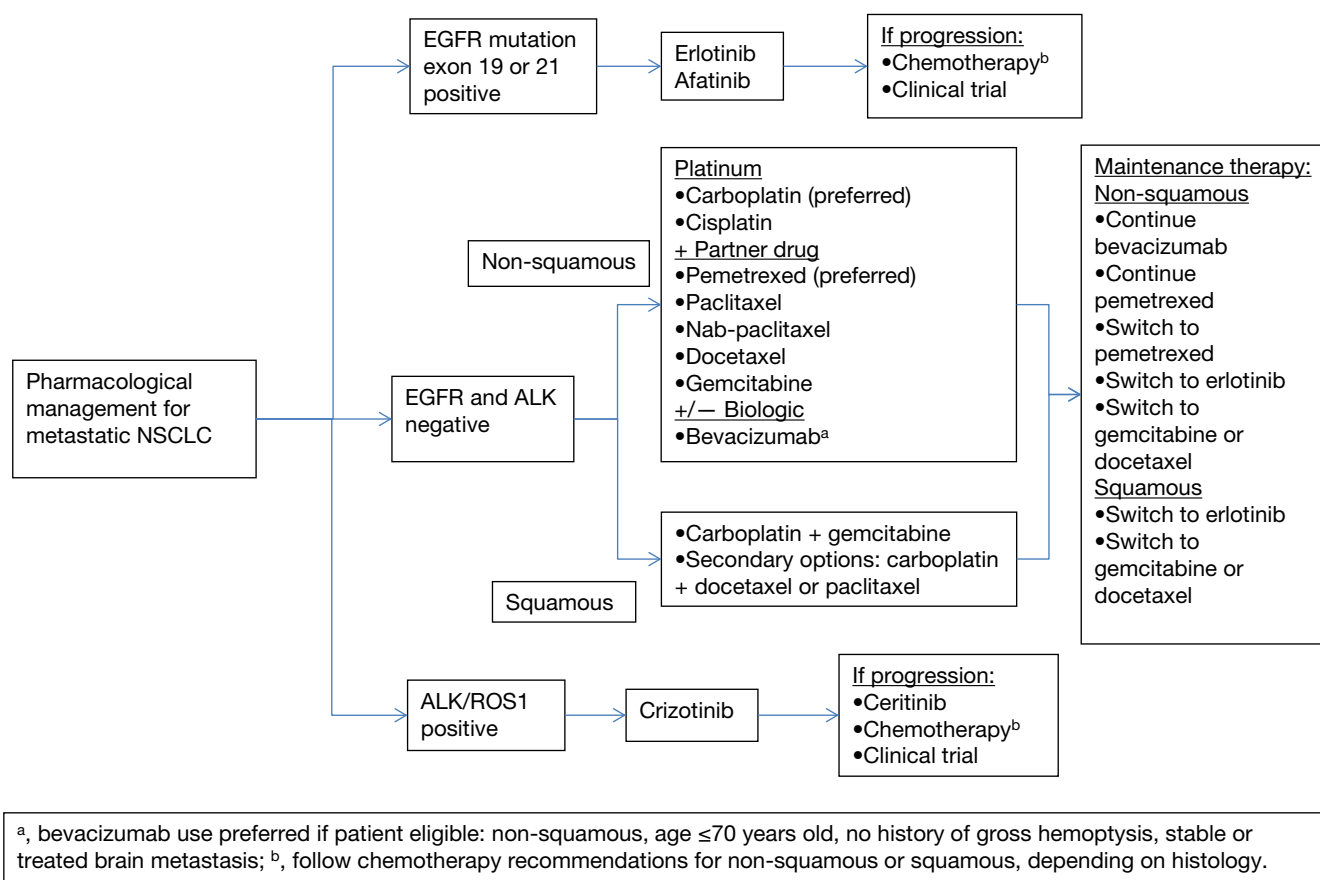 EGFR mutation
exon 19 or 21
positive
Erlotinib
Afatinib
If progression:
•Chemotherapyᵇ
•Clinical trial
Pharmacological
management for
metastatic NSCLC
EGFR and ALK
negative
Non-squamous
Platinum
•Carboplatin (preferred)
•Cisplatin
+ Partner drug
•Pemetrexed (preferred)
•Paclitaxel
•Nab-paclitaxel
•Docetaxel
•Gemcitabine
+/— Biologic
•Bevacizumabᵃ
Squamous
•Carboplatin + gemcitabine
•Secondary options: carboplatin
+ docetaxel or paclitaxel
Maintenance therapy:
Non-squamous
•Continue
bevacizumab
•Continue
pemetrexed
•Switch to
pemetrexed
•Switch to erlotinib
•Switch to
gemcitabine or
docetaxel
Squamous
•Switch to erlotinib
•Switch to
gemcitabine or
docetaxel
ALK/ROS1
positive
Crizotinib
If progression:
•Ceritinib
•Chemotherapyᵇ
•Clinical trial
ᵃ, bevacizumab use preferred if patient eligible: non-squamous, age ≤70 years old, no history of gross hemoptysis, stable or
treated brain metastasis; ᵇ, follow chemotherapy recommendations for non-squamous or squamous, depending on histology.